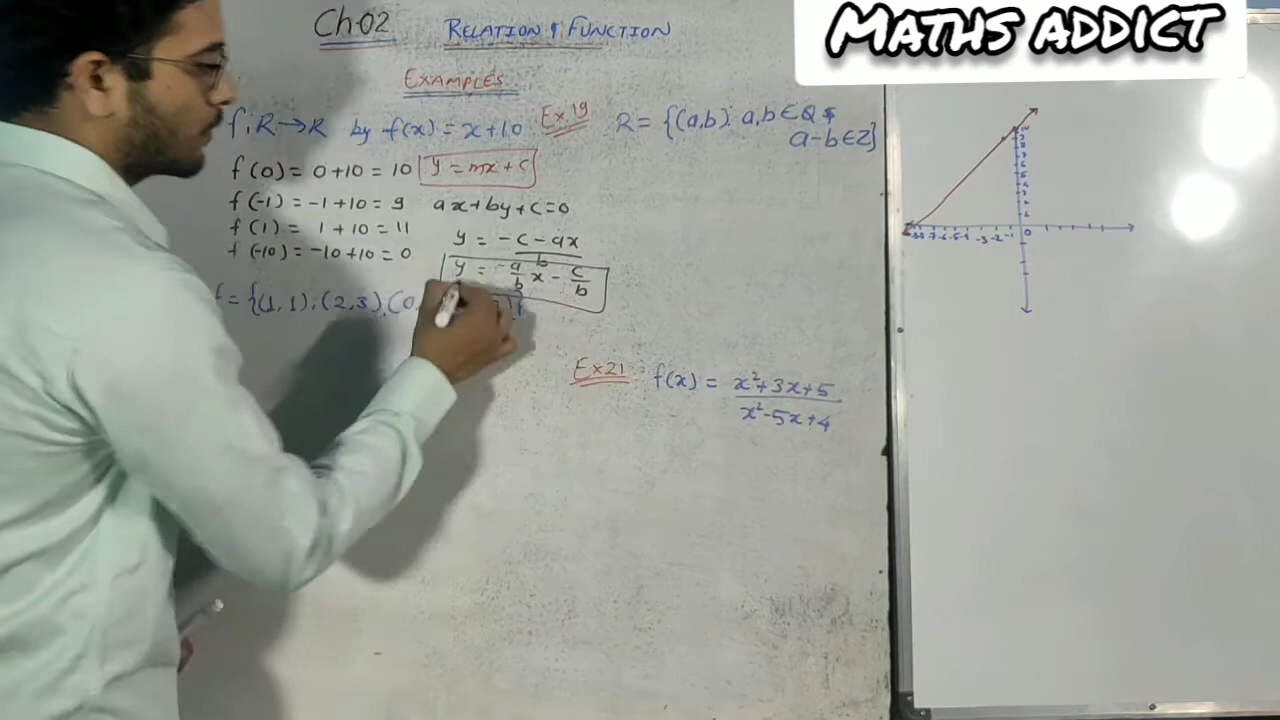 MATHS ADDICT
Ch-02 RELATION & FUNCTION
EXAMPLES
f: R→R by f(x) = x+10
f(0) = 0+10 = 10
f(-1) = -1+10 = 9
f(1) = 1+10 = 11
f(-10) = -10+10 = 0
y = mx+c
ax+by+c=0
y = -c-ax/b
y = -a/b x - c/b
f = {(1,1), (2,3), (0,
Ex.19 R = {(a,b): a,b∈Q &
a-b∈Z}
Ex21 f(x) = x²+3x+5/x²-5x+4
0